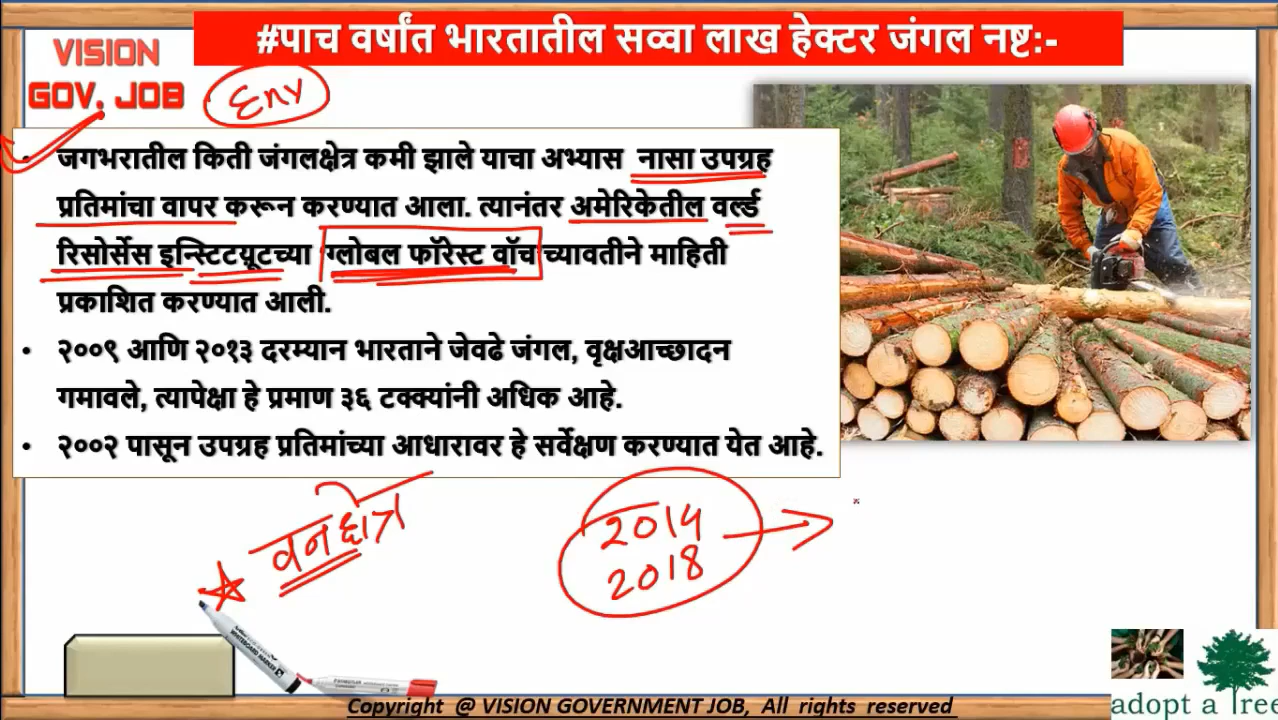 #पाच वर्षांत भारतातील सव्वा लाख हेक्टर जंगल नष्ट:-
VISION
GOV, JOB
Env
• जगभरातील किती जंगलक्षेत्र कमी झाले याचा अभ्यास नासा उपग्रह
प्रतिमांचा वापर करून करण्यात आला. त्यानंतर अमेरिकेतील वर्ल्ड
रिसोर्सेस इन्स्टिटय़ूटच्या ग्लोबल फॉरेस्ट वॉच च्यावतीने माहिती
प्रकाशित करण्यात आली.
• २००९ आणि २०१३ दरम्यान भारताने जेवढे जंगल, वृक्षआच्छादन
गमावले, त्यापेक्षा हे प्रमाण ३६ टक्क्यांनी अधिक आहे.
• २००२ पासून उपग्रह प्रतिमांच्या आधारावर हे सर्वेक्षण करण्यात येत आहे.
वनक्षेत्र
2014
2018
WHITEBOARD MARKER
adopt a Tree
Copyright @ VISION GOVERNMENT JOB, All rights reserved